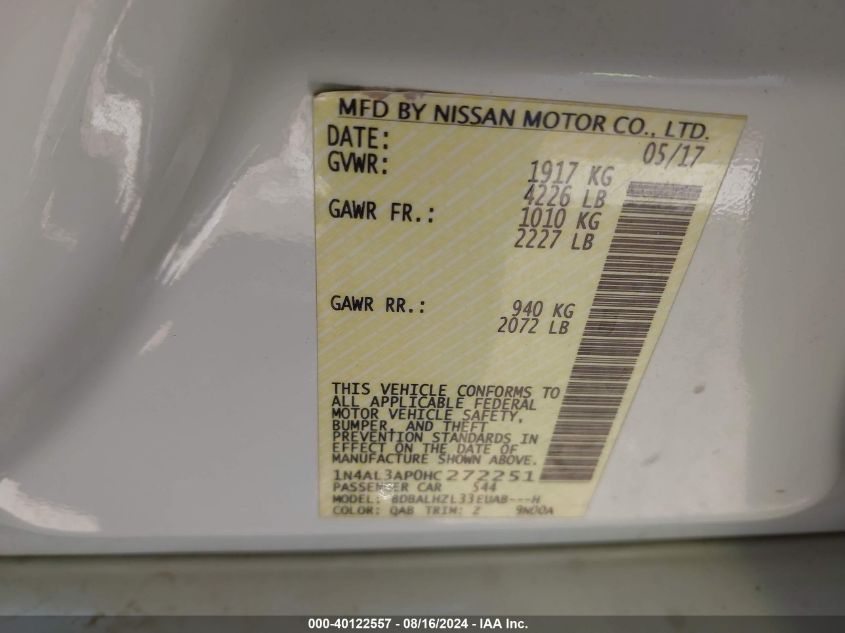 MFD BY NISSAN MOTOR CO., LTD.
DATE: 05/17
GVWR: 1917 KG
4226 LB
GAWR FR.: 1010 KG
2227 LB
GAWR RR.: 940 KG
2072 LB
THIS VEHICLE CONFORMS TO
ALL APPLICABLE FEDERAL
MOTOR VEHICLE SAFETY,
BUMPER, AND THEFT
PREVENTION STANDARDS IN
EFFECT ON THE DATE OF
MANUFACTURE SHOWN ABOVE.
1N4AL3AP0HC272251
PASSENGER CAR 544
MODEL: BDBALHZL33EUAB---H
COLOR: QAB TRIM: Z 9N00A
000-40122557 - 08/16/2024 - IAA Inc.